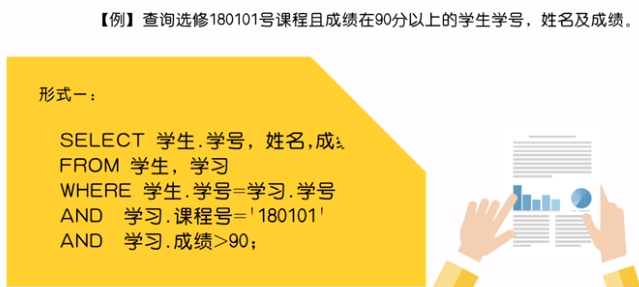 【例】查询选修180101号课程且成绩在90分以上的学生学号，姓名及成绩。
形式一：
SELECT 学生.学号，姓名,成
FROM 学生，学习
WHERE 学生.学号=学习.学号
AND 学习.课程号='180101'
AND 学习.成绩>90;